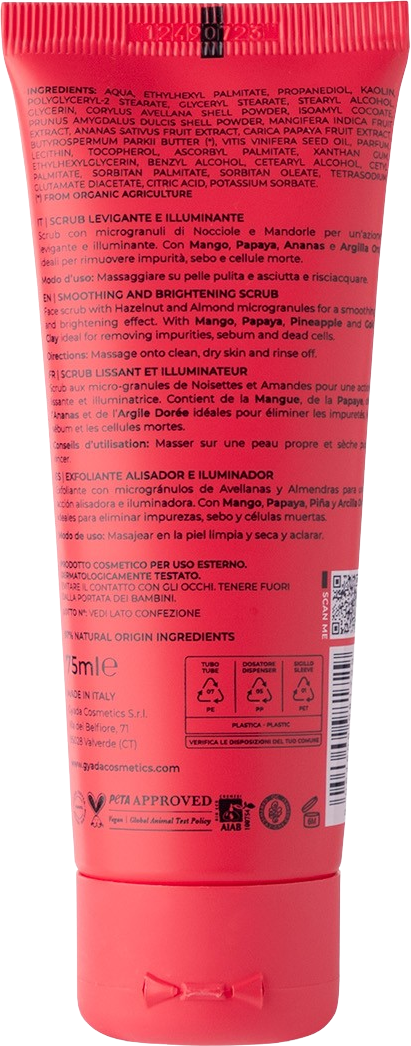 12490723
INGREDIENTS: AQUA, ETHYLHEXYL PALMITATE, PROPANEDIOL, KAOLIN,
POLYGLYCERYL-2 STEARATE, GLYCERYL STEARATE, STEARYL ALCOHOL,
GLYCERIN, CORYLUS AVELLANA SHELL POWDER, ISOAMYL COCOATE,
PRUNUS AMYGDALUS DULCIS SHELL POWDER, MANGIFERA INDICA FRUIT
EXTRACT, ANANAS SATIVUS FRUIT EXTRACT, CARICA PAPAYA FRUIT
BUTYROSPERMUM PARKII BUTTER (*), VITIS VINIFERA SEED OIL, PARFUM,
LECITHIN, TOCOPHEROL, ASCORBYL PALMITATE, XANTHAN GUM,
ETHYLHEXYLGLYCERIN, BENZYL ALCOHOL, CETEARYL ALCOHOL, CETYL
PALMITATE, SORBITAN PALMITATE, SORBITAN OLEATE, TETRASODIUM
GLUTAMATE DIACETATE, CITRIC ACID, POTASSIUM SORBATE.
(*) FROM ORGANIC AGRICULTURE
IT | SCRUB LEVIGANTE E ILLUMINANTE
Scrub con microgranuli di Nocciole e Mandorle per un'azione
levigante e illuminante. Con Mango, Papaya, Ananas e Argilla
ideali per rimuovere impurità, sebo e cellule morte.
Modo d'uso: Massaggiare su pelle pulita e asciutta e risciacquare.
EN | SMOOTHING AND BRIGHTENING SCRUB
Face scrub with Hazelnut and Almond microgranules for a smoothing
and brightening effect. With Mango, Papaya, Pineapple and
Clay ideal for removing impurities, sebum and dead cells.
Directions: Massage onto clean, dry skin and rinse off.
FR | SCRUB LISSANT ET ILLUMINATEUR
Scrub aux micro-granules de Noisettes et Amandes pour une
lissante et illuminatrice. Contient de la Mangue, de la Papaye,
l'Ananas et de l'Argile Dorée idéales pour éliminer les impuretés,
sébum et les cellules mortes.
Conseils d'utilisation: Masser sur une peau propre et sèche

ES | EXFOLIANTE ALISADOR E ILUMINADOR
Exfoliante con microgránulos de Avellanas y Almendras para
acción alisadora e iluminadora. Con Mango, Papaya, Piña y Arcilla
ideales para eliminar impurezas, sebo y células muertas.
Modo de uso: Masajear en la piel limpia y seca y aclarar.
PRODOTTO COSMETICO PER USO ESTERNO.
DERMATOLOGICAMENTE TESTATO.
EVITARE IL CONTATTO CON GLI OCCHI. TENERE FUORI
DALLA PORTATA DEI BAMBINI.
LOTTO N°: VEDI LATO CONFEZIONE
97% NATURAL ORIGIN INGREDIENTS
SCAN ME
75ml e
MADE IN ITALY
Gyada Cosmetics S.r.l.
Via del Belfiore, 71
95028 Valverde (CT)
www.gyadacosmetics.com
TUBO
TUBE
07
PE
DOSATORE
DISPENSER
05
PP
SIGILLO
SLEEVE
01
PET
PLASTICA - PLASTIC
VERIFICA LE DISPOSIZIONI DEL TUO COMUNE
PETA APPROVED
Vegan | Global Animal Test Policy
AIAB